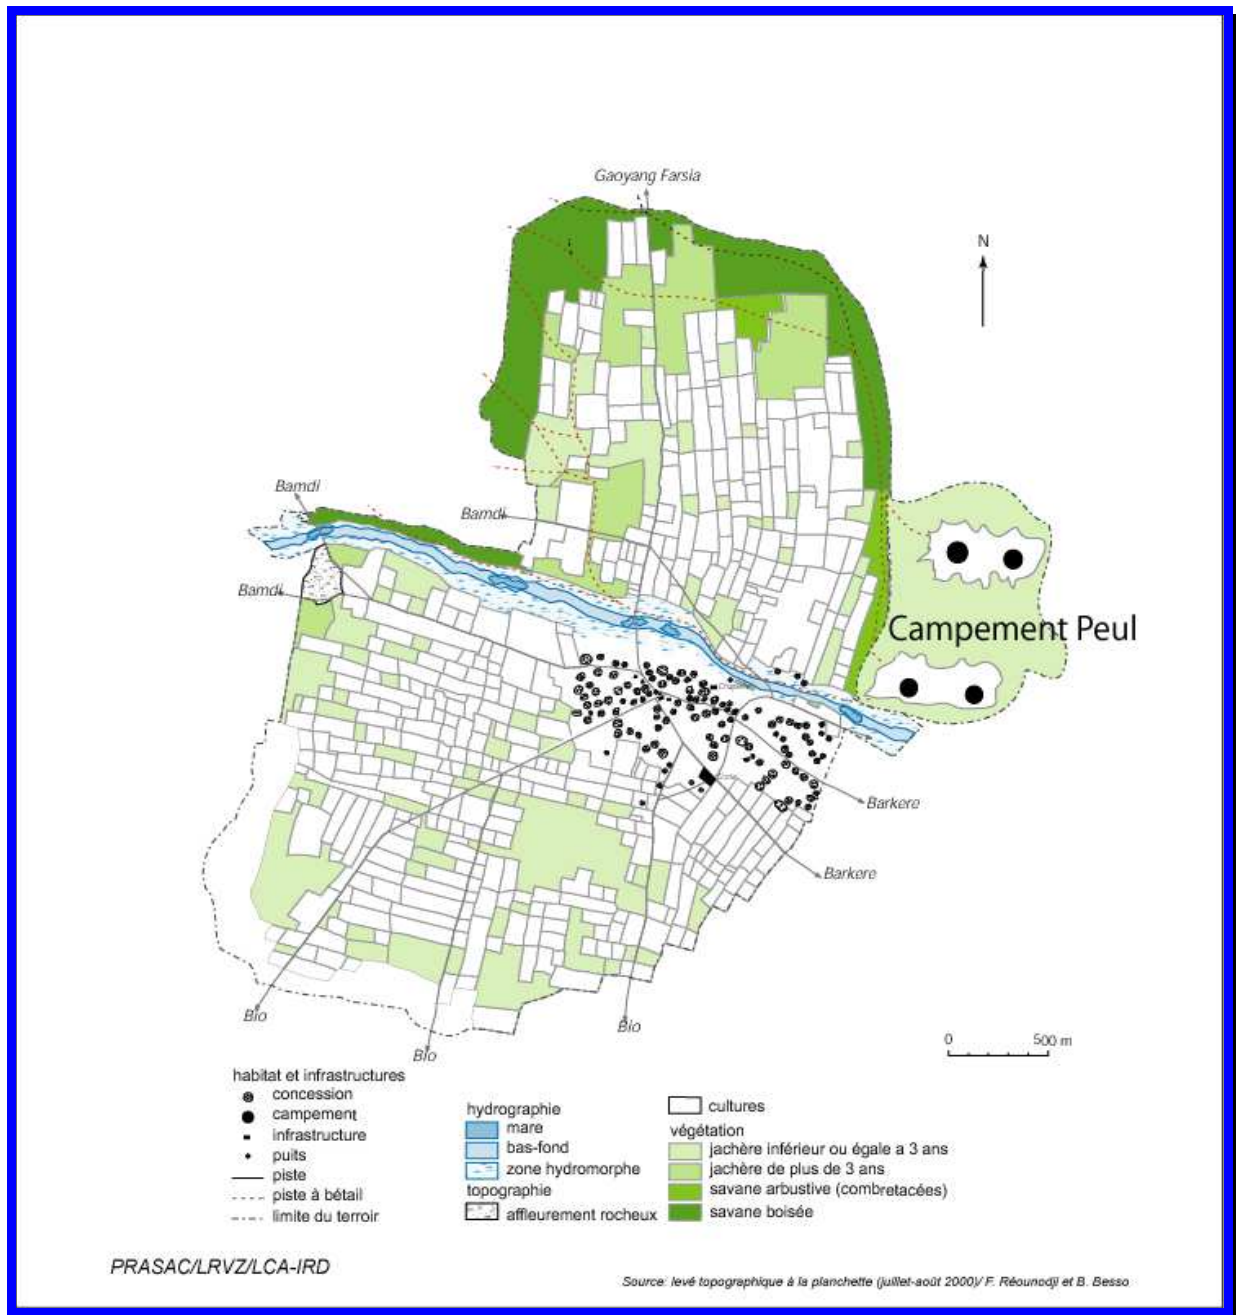 Gaoyang Farsia
N
Bamdi
Bamdi
Bamdi
Campement Peul
Barkere
Barkere
Bio
Bio
Bio
0 500 m
habitat et infrastructures
concession
campement
infrastructure
puits
piste
piste à bétail
limite du terroir
hydrographie
mare
bas-fond
zone hydromorphe
topographie
affleurement rocheux
cultures
végétation
jachère inférieur ou égale a 3 ans
jachère de plus de 3 ans
savane arbustive (combretacées)
savane boisée
PRASAC/LRVZ/LCA-IRD
Source: levé topographique à la planchette (juillet-août 2000)/ F. Réounodji et B. Besso